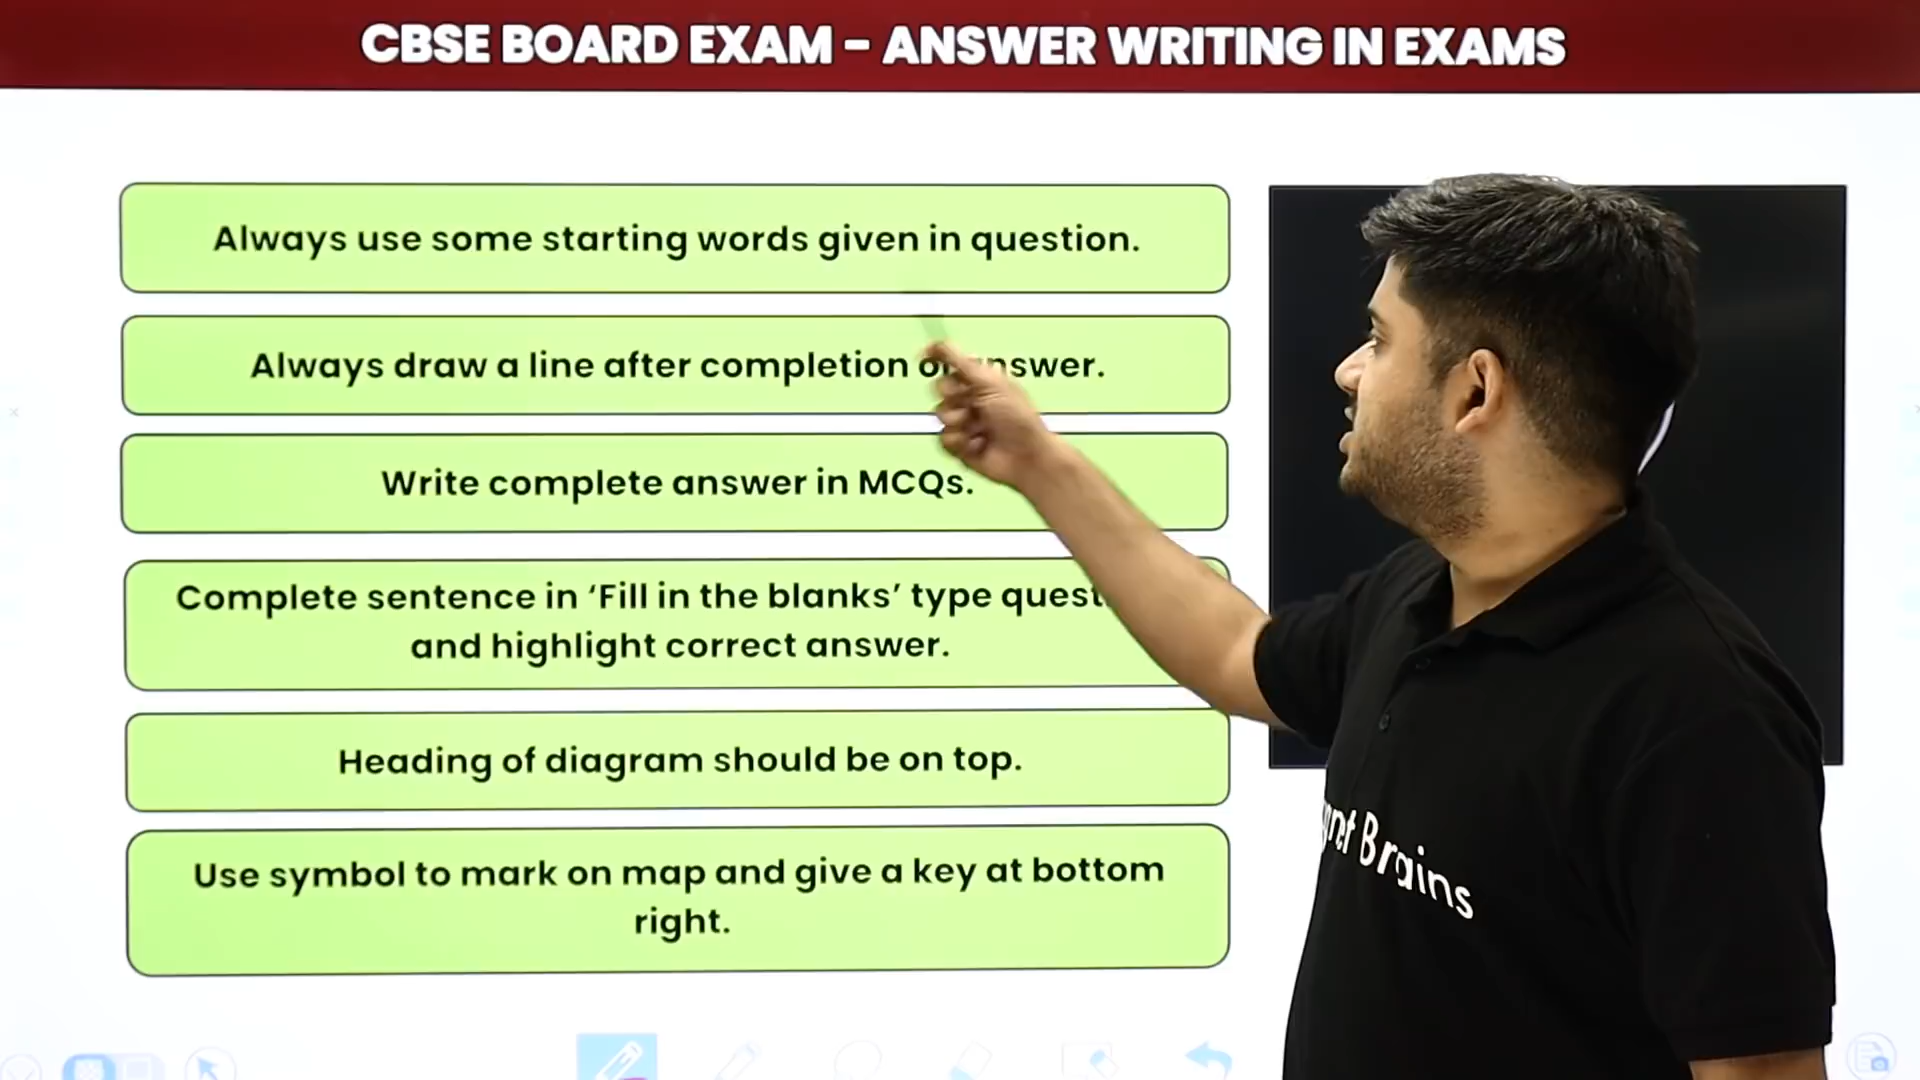 CBSE BOARD EXAM - ANSWER WRITING IN EXAMS
Always use some starting words given in question.
Always draw a line after completion
Write complete answer in MCQs.
Complete sentence in ‘Fill in the blanks’ type
and highlight correct answer.
Heading of diagram should be on top.
Use symbol to mark on map and give a key at bottom
right.
Brains